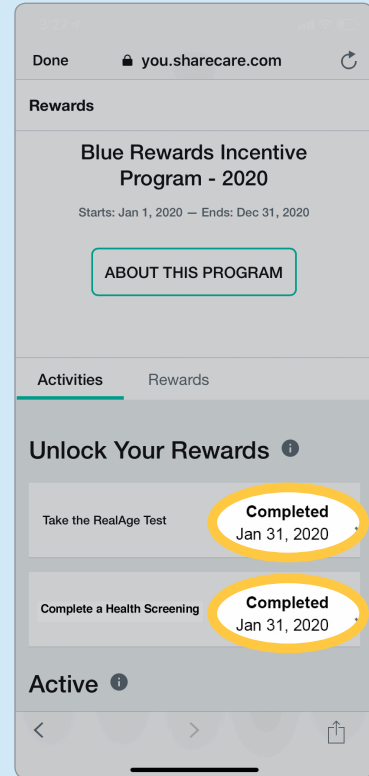 Done you.sharecare.com
Rewards
Blue Rewards Incentive
Program - 2020
Starts: Jan 1, 2020 — Ends: Dec 31, 2020
ABOUT THIS PROGRAM
Activities Rewards
Unlock Your Rewards
Take the RealAge Test
Completed
Jan 31, 2020
Complete a Health Screening
Completed
Jan 31, 2020
Active